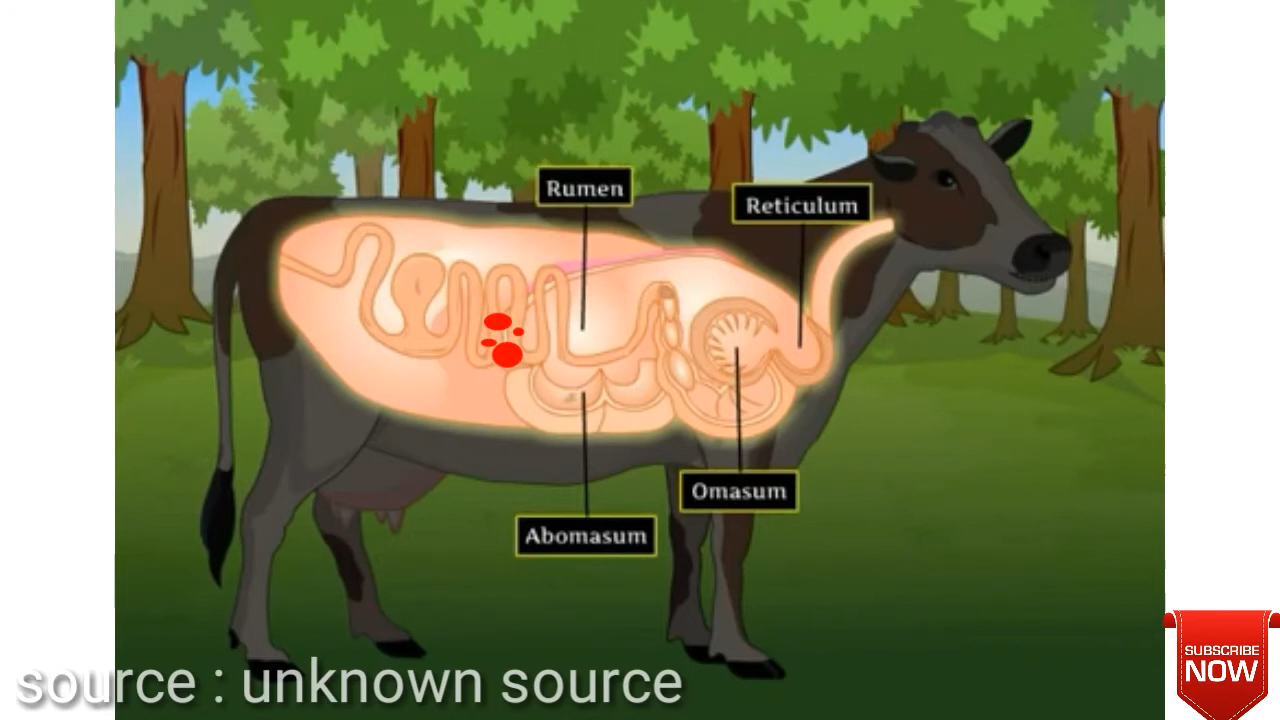 Rumen
Reticulum
Omasum
Abomasum
SUBSCRIBE
NOW
source : unknown source